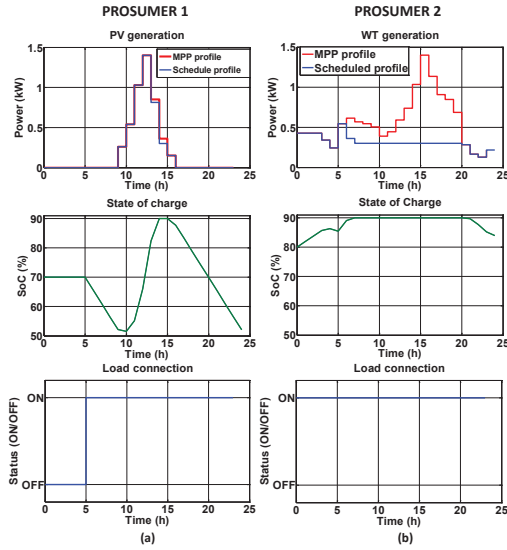 PROSUMER 1
PV generation
1.5
1
0.5
0
Power (kW)
MPP profile
Schedule profile
0 5 10 15 20 25
Time (h)
State of charge
90
80
70
60
50
SoC (%)
0 5 10 15 20 25
Time (h)
Load connection
ON
OFF
Status (ON/OFF)
0 5 10 15 20 25
Time (h)
(a)
PROSUMER 2
WT generation
1.5
1
0.5
0
Power (kW)
MPP profile
Scheduled profile
0 5 10 15 20 25
Time (h)
State of Charge
90
80
70
60
50
SoC (%)
0 5 10 15 20 25
Time (h)
Load connection
ON
OFF
Status (ON/OFF)
0 5 10 15 20 25
Time (h)
(b)